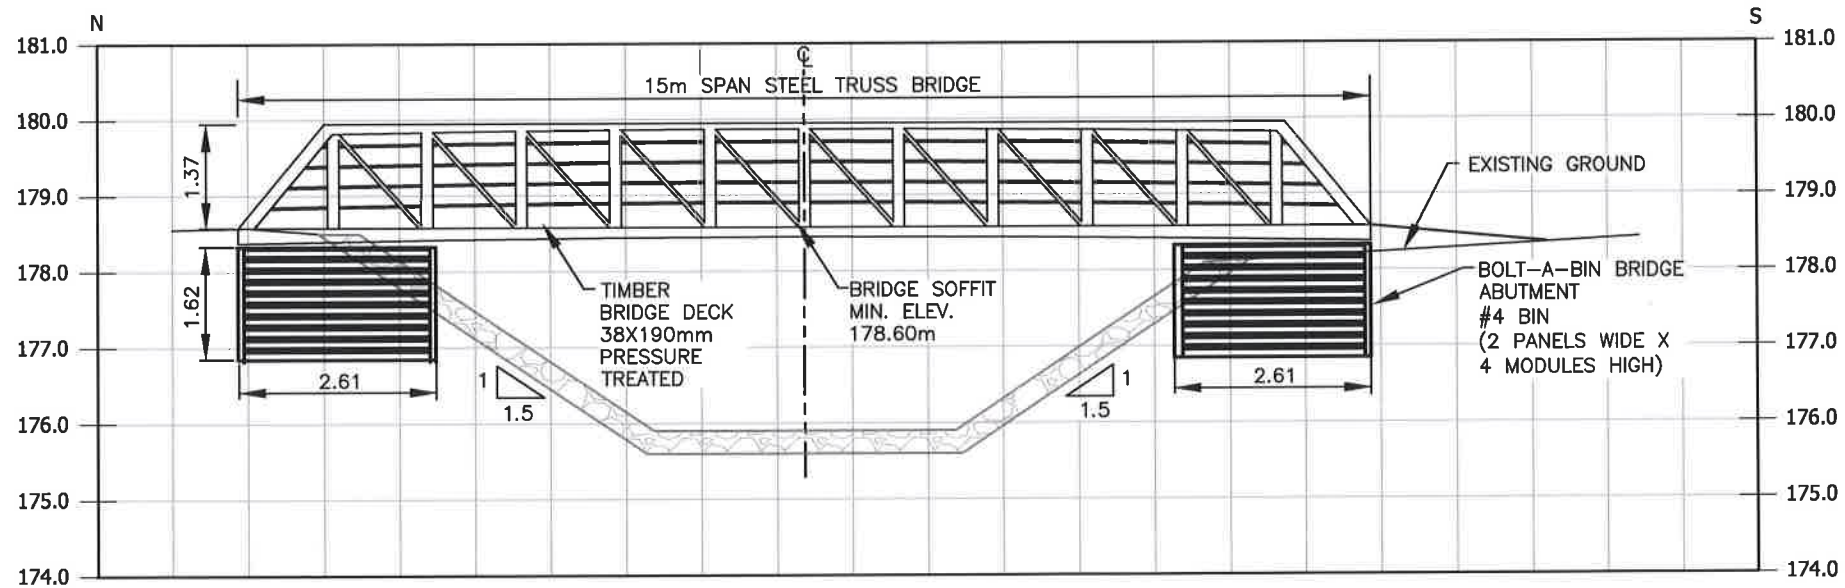 N
S
181.0
181.0
℄
15m SPAN STEEL TRUSS BRIDGE
180.0
180.0
1.37
EXISTING GROUND
179.0
179.0
178.0
178.0
1.62
TIMBER
BRIDGE DECK
38X190mm
PRESSURE
TREATED
BRIDGE SOFFIT
MIN. ELEV.
178.60m
BOLT-A-BIN BRIDGE
ABUTMENT
#4 BIN
(2 PANELS WIDE X
4 MODULES HIGH)
177.0
177.0
2.61
1
1.5
1
1.5
2.61
176.0
176.0
175.0
175.0
174.0
174.0